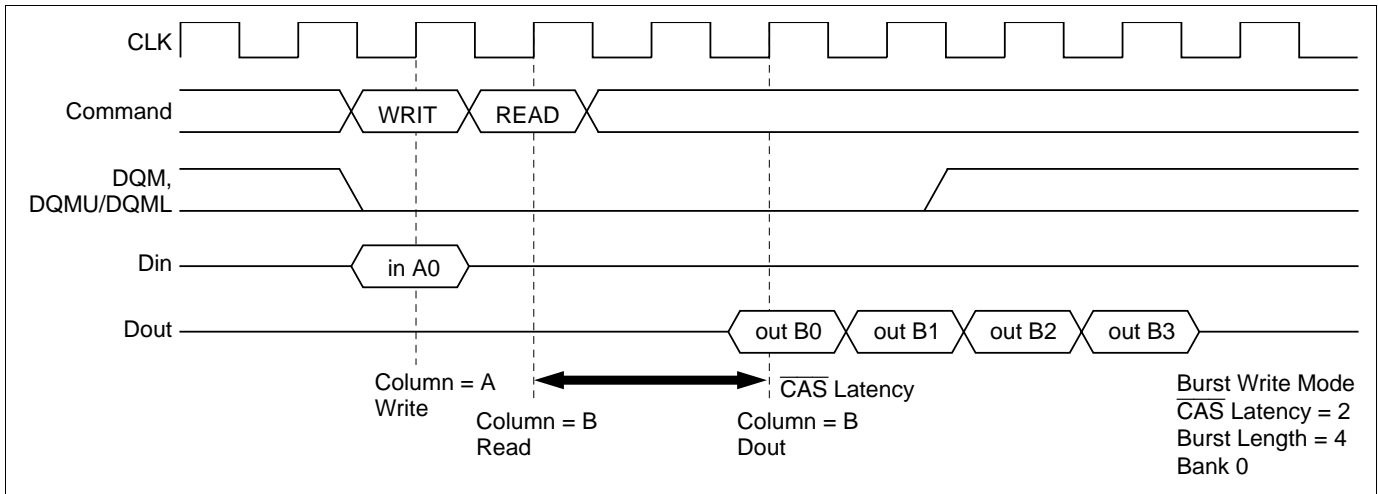 CLK
Command
WRIT
READ
DQM,
DQMU/DQML
Din
in A0
Dout
out B0
out B1
out B2
out B3
Column = A
Write
Column = B
Read
CAS Latency
Column = B
Dout
Burst Write Mode
CAS Latency = 2
Burst Length = 4
Bank 0